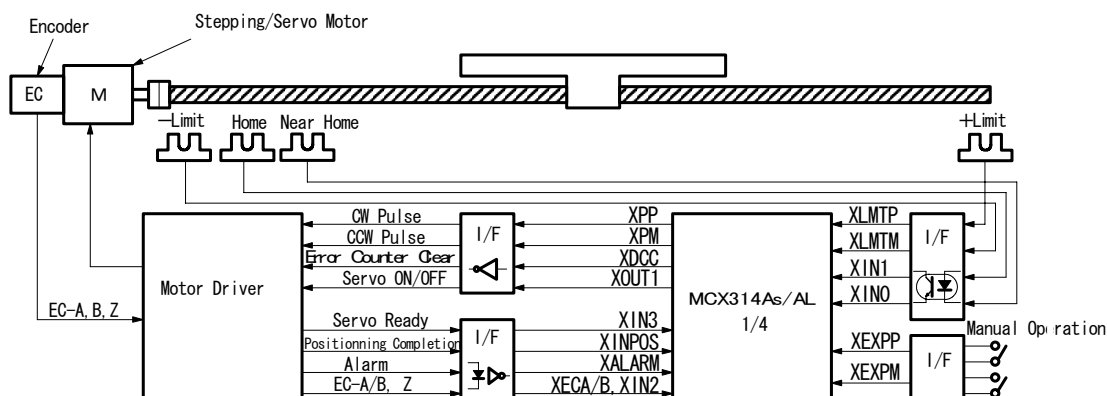 Stepping/Servo Motor
Encoder
EC
M
−Limit
Home
Near Home
+Limit
CW Pulse
CCW Pulse
Error Counter Clear
Servo ON/OFF
I/F
XPP
XPM
XDCC
XOUT1
XLMTP
XLMTM
XIN1
XIN0
I/F
Motor Driver
MCX314As/AL
1/4
EC-A,B,Z
Servo Ready
Positionning Completion
Alarm
EC-A/B, Z
I/F
XIN3
XINPOS
XALARM
XECA/B,XIN2
XEXPP
XEXPM
I/F
Manual Operation